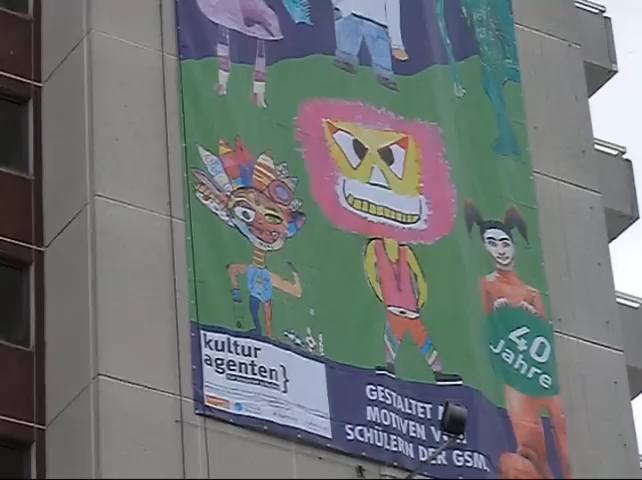 kultur
agenten}
40
Jahre
GESTALTET
MOTIVEN
SCHÜLERN DER GSM.